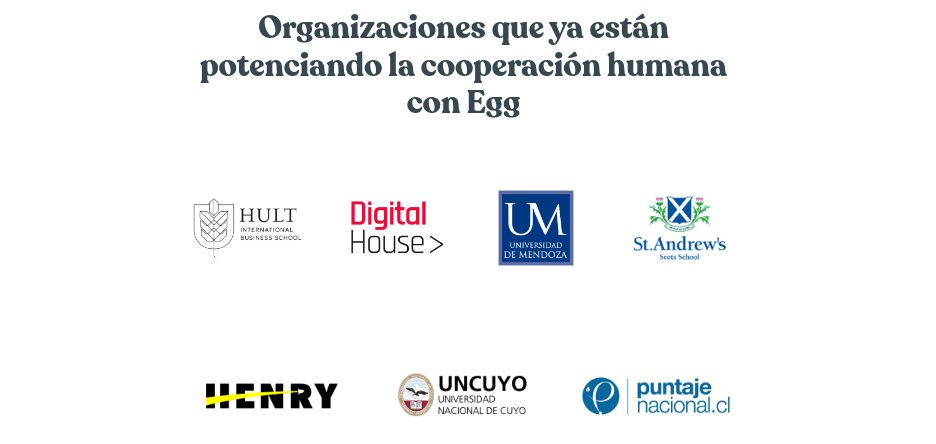 Organizaciones que ya están
potenciando la cooperación humana
con Egg
HULT
INTERNATIONAL
BUSINESS SCHOOL
Digital
House >
UM
UNIVERSIDAD
DE MENDOZA
St.Andrew's
Scots School
HENRY
UNCUYO
UNIVERSIDAD
NACIONAL DE CUYO
puntaje
nacional.cl